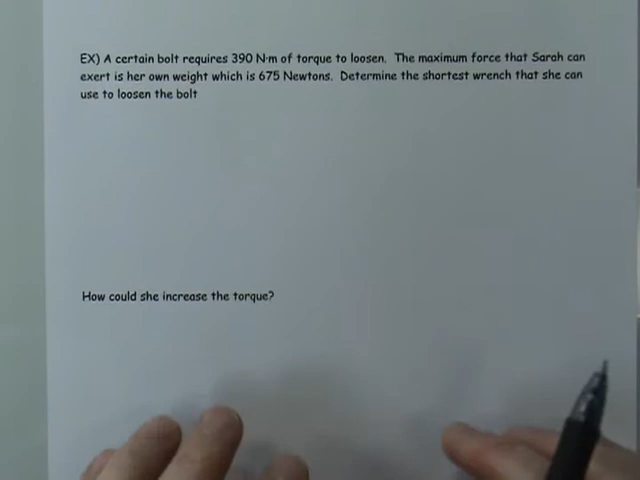 EX) A certain bolt requires 390 N·m of torque to loosen. The maximum force that Sarah can
exert is her own weight which is 675 Newtons. Determine the shortest wrench that she can
use to loosen the bolt
How could she increase the torque?